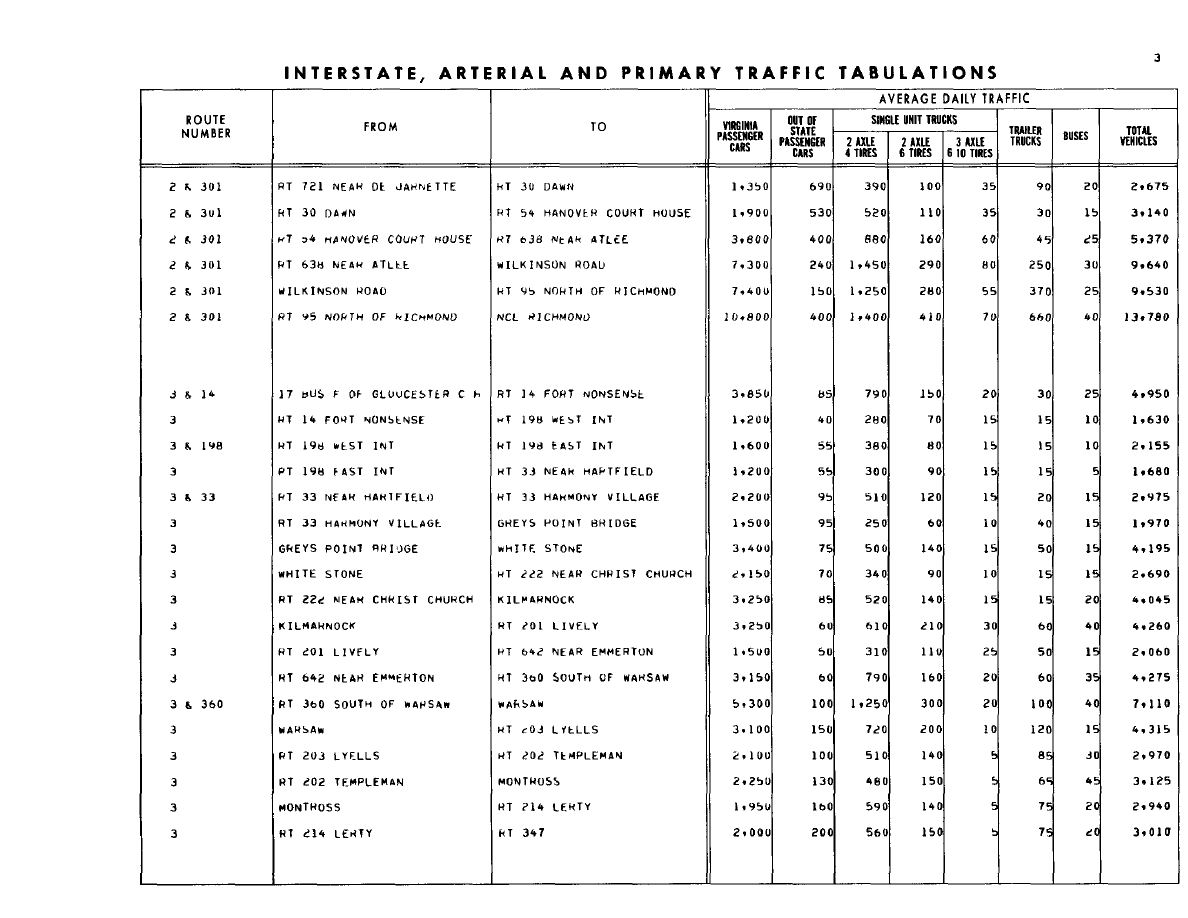 3
INTERSTATE, ARTERIAL AND PRIMARY TRAFFIC TABULATIONS
AVERAGE DAILY TRAFFIC
ROUTE NUMBER FROM TO VIRGINIA PASSENGER CARS OUT OF STATE PASSENGER CARS SINGLE UNIT TRUCKS 2 AXLE 4 TIRES 2 AXLE 6 TIRES 3 AXLE 6 10 TIRES TRAILER TRUCKS BUSES TOTAL VEHICLES
2 & 301 RT 721 NEAR DE JARNETTE RT 30 DAWN 1,350 690 390 100 35 90 20 2,675
2 & 301 RT 30 DAWN RT 54 HANOVER COURT HOUSE 1,900 530 520 110 35 30 15 3,140
2 & 301 RT 54 HANOVER COURT HOUSE RT 638 NEAR ATLEE 3,800 400 880 160 60 45 25 5,370
2 & 301 RT 638 NEAR ATLEE WILKINSON ROAD 7,300 240 1,450 290 80 250 30 9,640
2 & 301 WILKINSON ROAD RT 95 NORTH OF RICHMOND 7,400 150 1,250 280 55 370 25 9,530
2 & 301 RT 95 NORTH OF RICHMOND NCL RICHMOND 10,800 400 1,400 410 70 660 40 13,780
3 & 14 17 BUS E OF GLOUCESTER C H RT 14 FORT NONSENSE 3,850 85 790 150 20 30 25 4,950
3 RT 14 FORT NONSENSE RT 198 WEST INT 1,200 40 280 70 15 15 10 1,630
3 & 198 RT 198 WEST INT RT 198 EAST INT 1,600 55 380 80 15 15 10 2,155
3 RT 198 EAST INT RT 33 NEAR HARTFIELD 1,200 55 300 90 15 15 5 1,680
3 & 33 RT 33 NEAR HARTFIELD RT 33 HARMONY VILLAGE 2,200 95 510 120 15 20 15 2,975
3 RT 33 HARMONY VILLAGE GREYS POINT BRIDGE 1,500 95 250 60 10 40 15 1,970
3 GREYS POINT BRIDGE WHITE STONE 3,400 75 500 140 15 50 15 4,195
3 WHITE STONE RT 222 NEAR CHRIST CHURCH 2,150 70 340 90 10 15 15 2,690
3 RT 222 NEAR CHRIST CHURCH KILMARNOCK 3,250 85 520 140 15 15 20 4,045
3 KILMARNOCK RT 201 LIVELY 3,250 60 610 210 30 60 40 4,260
3 RT 201 LIVELY RT 642 NEAR EMMERTON 1,500 50 310 110 25 50 15 2,060
3 RT 642 NEAR EMMERTON RT 360 SOUTH OF WARSAW 3,150 60 790 160 20 60 35 4,275
3 & 360 RT 360 SOUTH OF WARSAW WARSAW 5,300 100 1,250 300 20 100 40 7,110
3 WARSAW RT 203 LYELLS 3,100 150 720 200 10 120 15 4,315
3 RT 203 LYELLS RT 202 TEMPLEMAN 2,100 100 510 140 5 85 30 2,970
3 RT 202 TEMPLEMAN MONTROSS 2,250 130 480 150 5 65 45 3,125
3 MONTROSS RT 214 LERTY 1,950 160 590 140 5 75 20 2,940
3 RT 214 LERTY RT 347 2,000 200 560 150 5 75 20 3,010